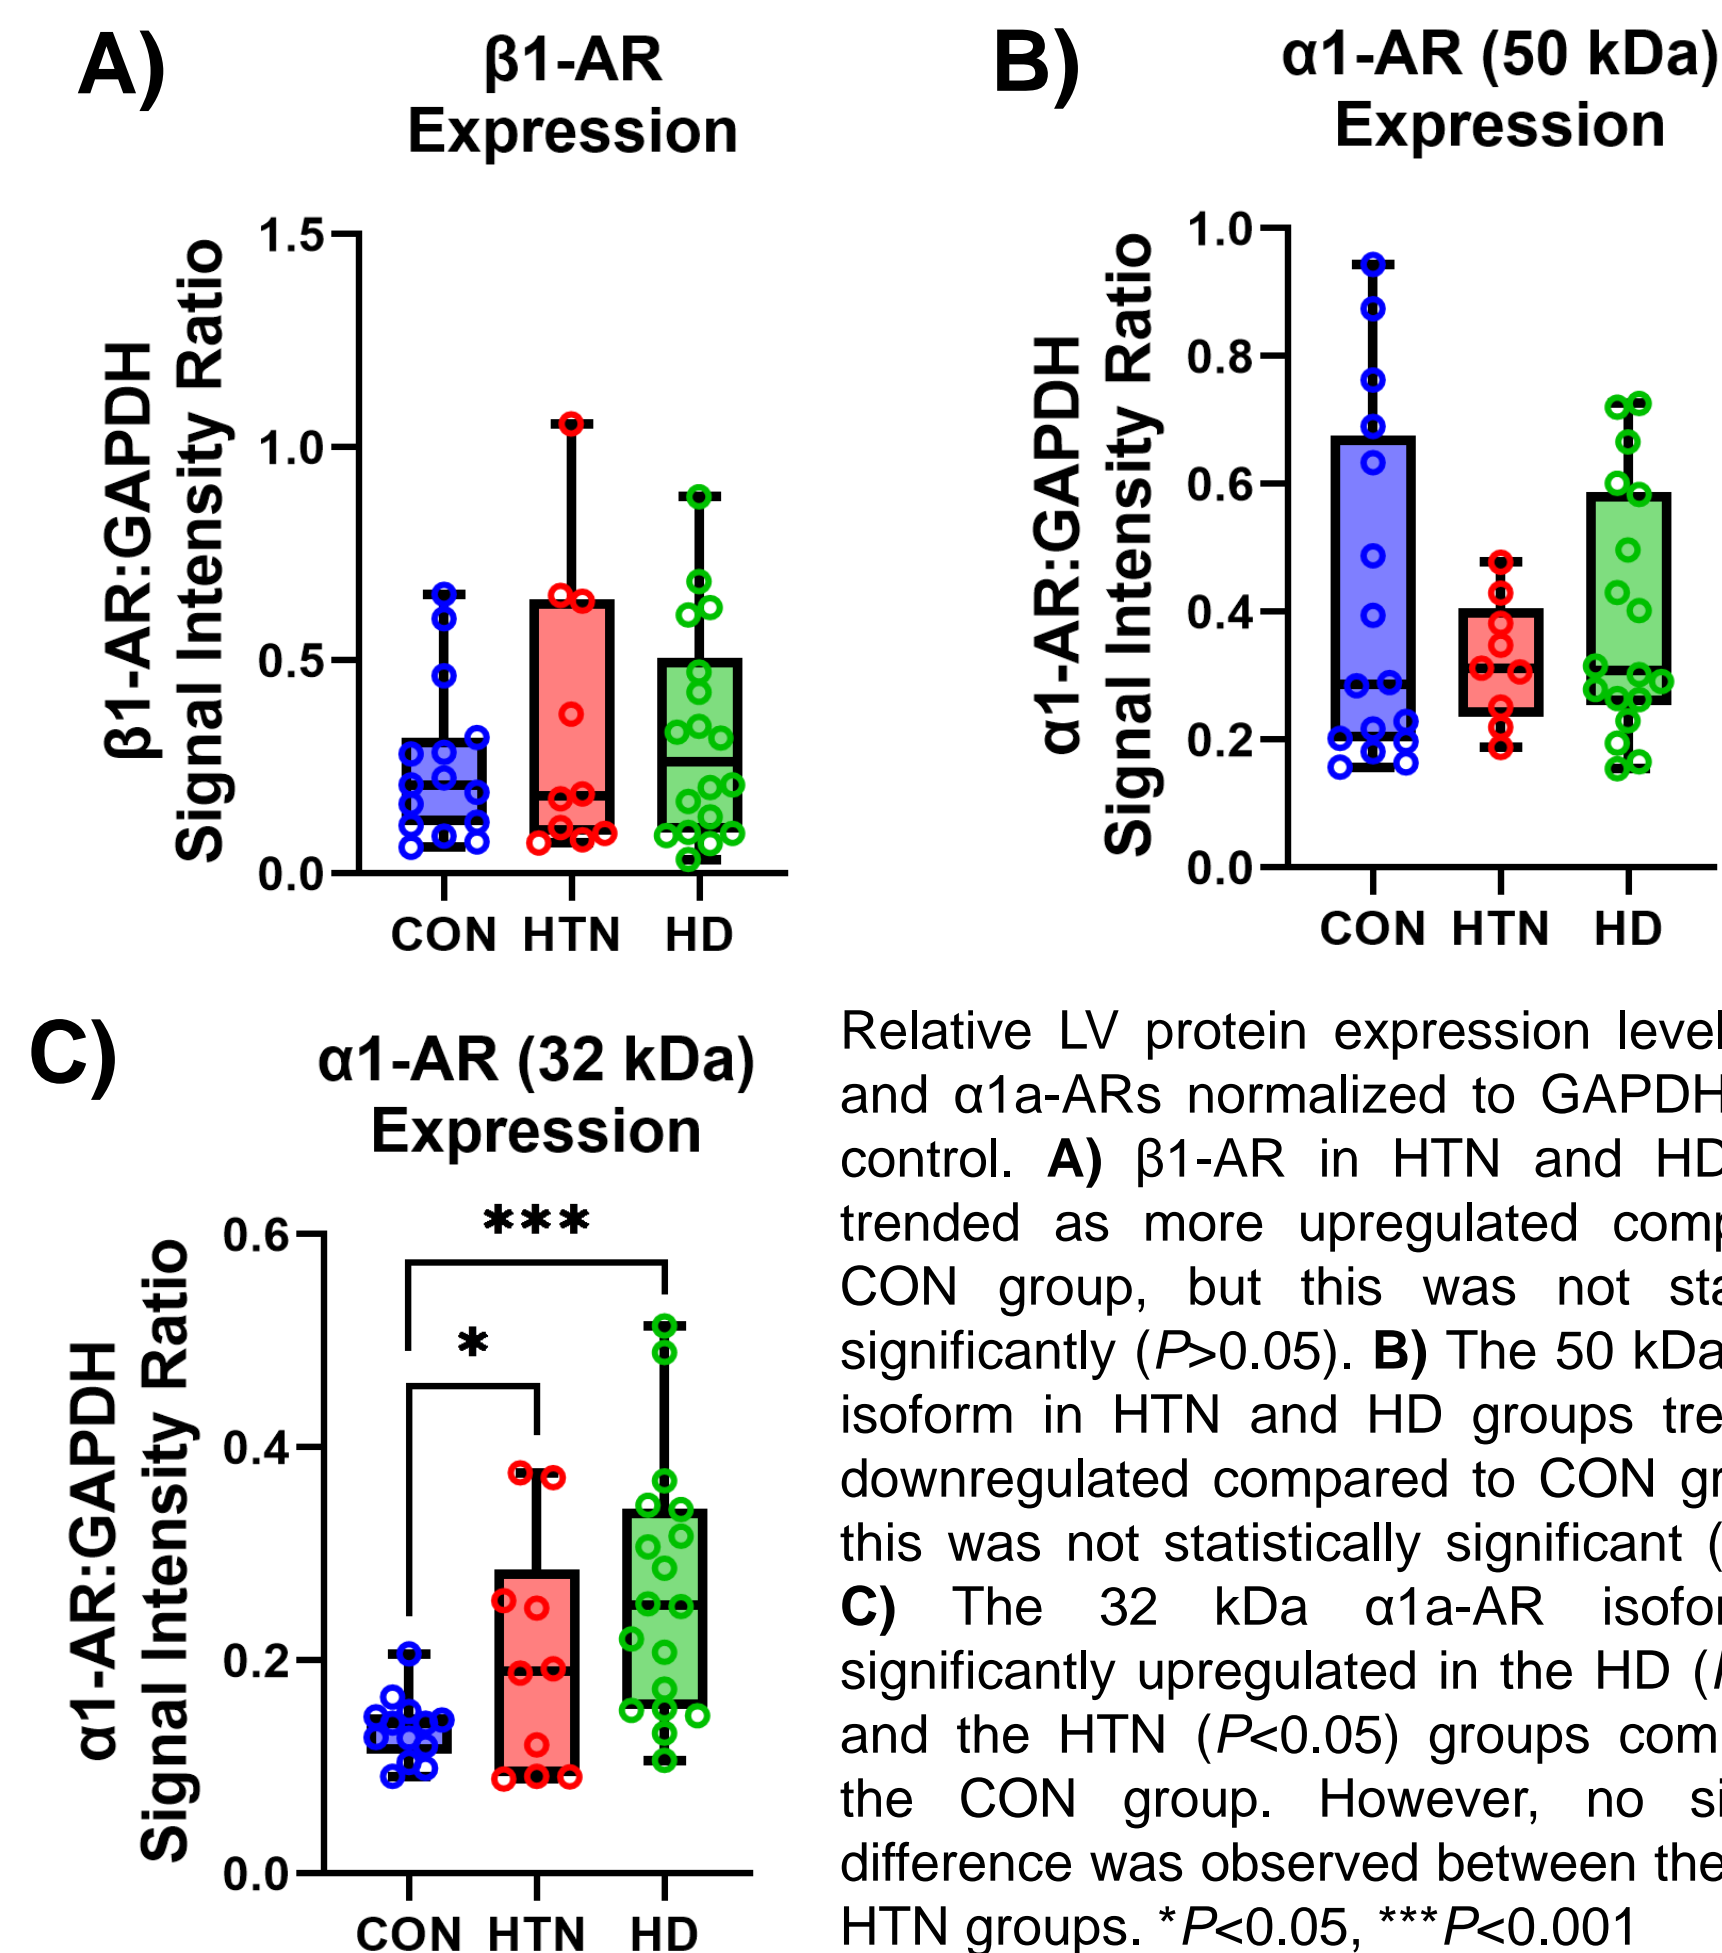 A)
β1-AR
Expression
β1-AR:GAPDH
Signal Intensity Ratio
1.5
1.0
0.5
0.0
CON HTN HD
B)
α1-AR (50 kDa)
Expression
α1-AR:GAPDH
Signal Intensity Ratio
1.0
0.8
0.6
0.4
0.2
0.0
CON HTN HD
C)
α1-AR (32 kDa)
Expression
α1-AR:GAPDH
Signal Intensity Ratio
0.6
0.4
0.2
0.0
***
*
CON HTN HD
Relative LV protein expression level
and α1a-ARs normalized to GAPDH
control. A) β1-AR in HTN and HD
trended as more upregulated comp
CON group, but this was not sta
significantly (P>0.05). B) The 50 kDa
isoform in HTN and HD groups tre
downregulated compared to CON gr
this was not statistically significant (
C) The 32 kDa α1a-AR isofor
significantly upregulated in the HD (
and the HTN (P<0.05) groups com
the CON group. However, no si
difference was observed between the
HTN groups. *P<0.05, ***P<0.001